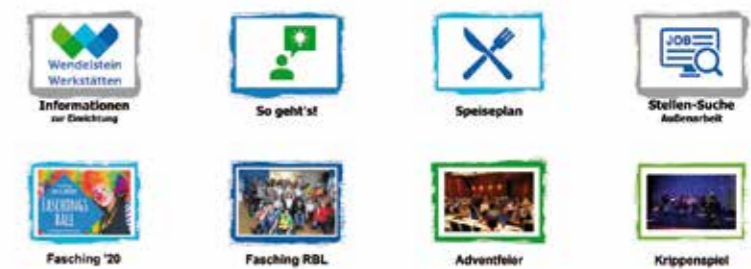 Wendelstein
Werkstätten
Informationen
zur Einrichtung
So geht's!
Speiseplan
JOB
Stellen-Suche
Außenarbeit
FASCHINGS
BALL
Fasching '20
Fasching RBL
Adventfeier
Krippenspiel